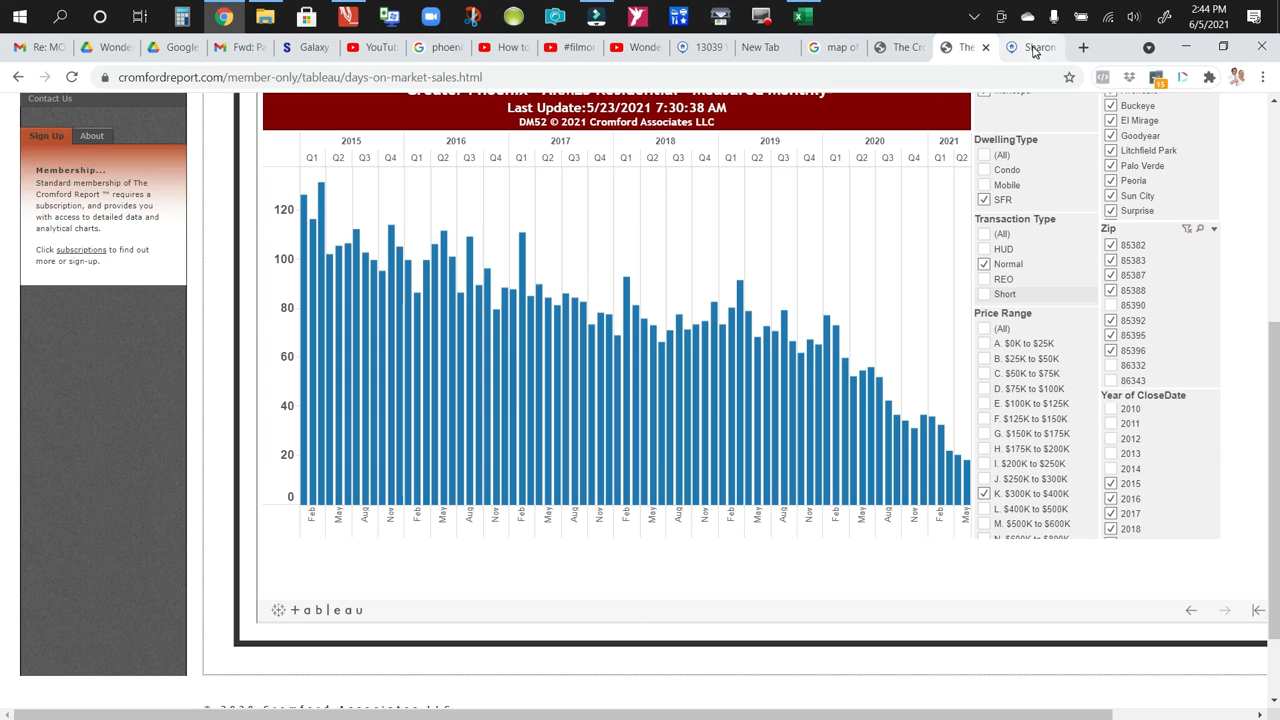 2:44 PM
6/5/2021
Re: MO
Wonde
Google
Fwd: Pa
Galaxy
YouTub
phoeni
How to
#filmor
Wonde
13039
New Tab
map of
The Cro
The
Sharon
cromfordreport.com/member-only/tableau/days-on-market-sales.html
15
Contact Us
Sign Up
About
Membership...
Standard membership of The
Cromford Report ™ requires a
subscription, and provides you
with access to detailed data and
analytical charts.
Click subscriptions to find out
more or sign-up.
Last Update:5/23/2021 7:30:38 AM
DM52 © 2021 Cromford Associates LLC
2015 2016 2017 2018 2019 2020 2021
Q1 Q2 Q3 Q4 Q1 Q2 Q3 Q4 Q1 Q2 Q3 Q4 Q1 Q2 Q3 Q4 Q1 Q2 Q3 Q4 Q1 Q2 Q3 Q4 Q1 Q2
120
100
80
60
40
20
0
Feb May Aug Nov Feb May Aug Nov Feb May Aug Nov Feb May Aug Nov Feb May Aug Nov Feb May Aug Nov Feb May
DwellingType
(All)
Condo
Mobile
SFR
Transaction Type
(All)
HUD
Normal
REO
Short
Price Range
(All)
A. $0K to $25K
B. $25K to $50K
C. $50K to $75K
D. $75K to $100K
E. $100K to $125K
F. $125K to $150K
G. $150K to $175K
H. $175K to $200K
I. $200K to $250K
J. $250K to $300K
K. $300K to $400K
L. $400K to $500K
M. $500K to $600K
Buckeye
El Mirage
Goodyear
Litchfield Park
Palo Verde
Peoria
Sun City
Surprise
Zip
85382
85383
85387
85388
85390
85392
85395
85396
86332
86343
Year of CloseDate
2010
2011
2012
2013
2014
2015
2016
2017
2018
+ a b l e a u